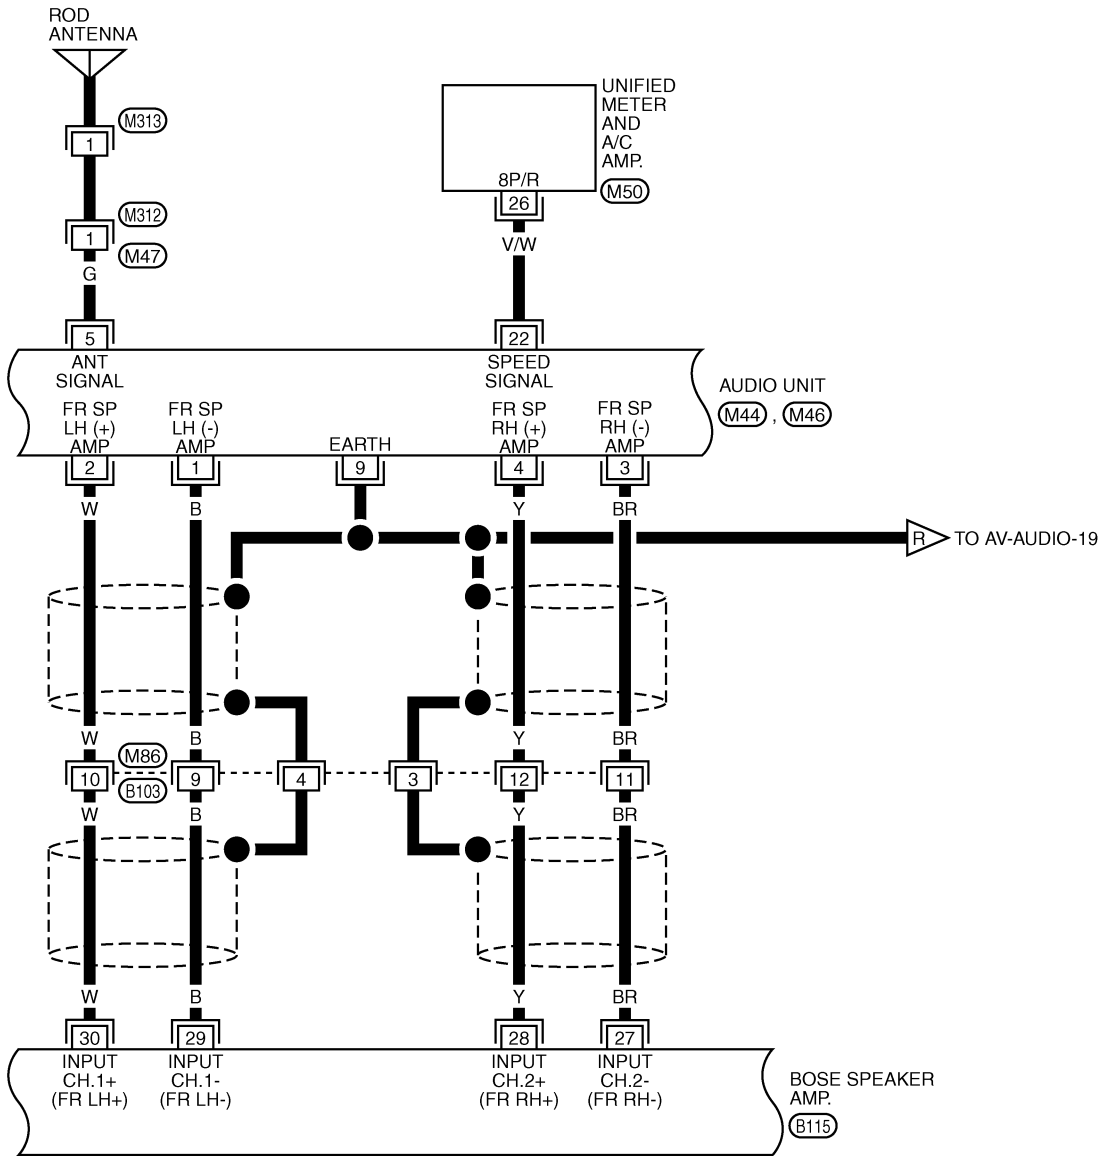 ROD
ANTENNA
M313
1
M312
1
M47
G
5
UNIFIED
METER
AND
A/C
AMP.
8P/R
M50
26
V/W
22
ANT
SIGNAL
SPEED
SIGNAL
AUDIO UNIT
M44 , M46
FR SP
LH (+)
AMP
FR SP
LH (-)
AMP
EARTH
FR SP
RH (+)
AMP
FR SP
RH (-)
AMP
2
1
9
4
3
W
B
Y
BR
R
TO AV-AUDIO-19
W
B
Y
BR
M86
10
9
4
3
12
11
B103
W
B
Y
BR
W
B
Y
BR
30
29
28
27
INPUT
CH.1+
(FR LH+)
INPUT
CH.1-
(FR LH-)
INPUT
CH.2+
(FR RH+)
INPUT
CH.2-
(FR RH-)
BOSE SPEAKER
AMP.
B115